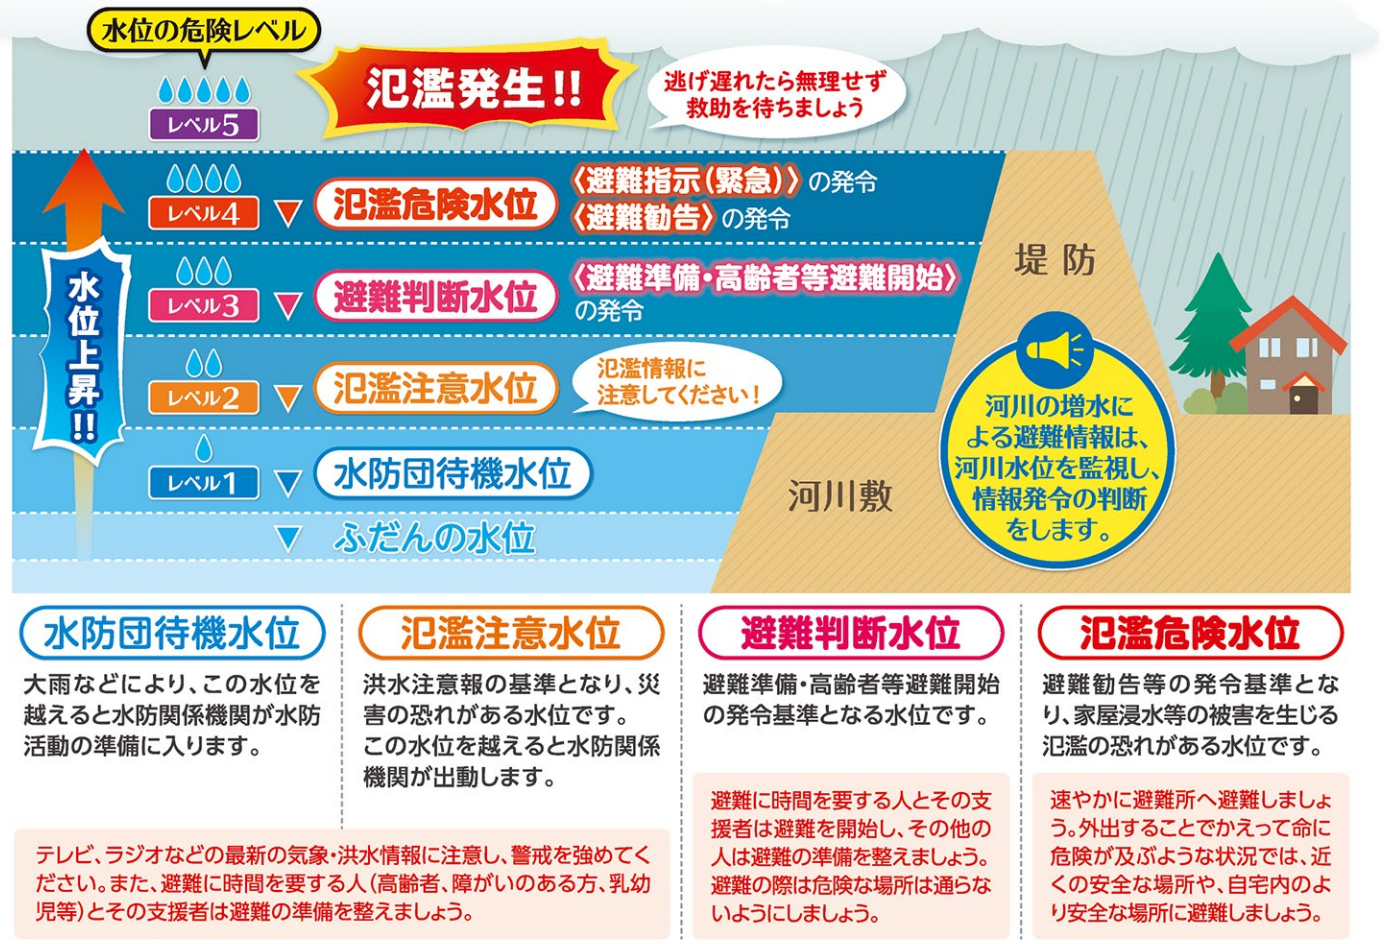 水位の危険レベル
レベル5
氾濫発生!!
逃げ遅れたら無理せず
救助を待ちましょう
水位上昇!!
レベル4
氾濫危険水位
〈避難指示(緊急)〉の発令
〈避難勧告〉の発令
レベル3
避難判断水位
〈避難準備・高齢者等避難開始〉
の発令
レベル2
氾濫注意水位
氾濫情報に
注意してください!
レベル1
水防団待機水位
ふだんの水位
堤防
河川敷
河川の増水に
よる避難情報は、
河川水位を監視し、
情報発令の判断
をします。
水防団待機水位
大雨などにより、この水位を
越えると水防関係機関が水防
活動の準備に入ります。
氾濫注意水位
洪水注意報の基準となり、災
害の恐れがある水位です。
この水位を越えると水防関係
機関が出動します。
テレビ、ラジオなどの最新の気象・洪水情報に注意し、警戒を強めてく
ださい。また、避難に時間を要する人(高齢者、障がいのある方、乳幼
児等)とその支援者は避難の準備を整えましょう。
避難判断水位
避難準備・高齢者等避難開始
の発令基準となる水位です。
避難に時間を要する人とその支
援者は避難を開始し、その他の
人は避難の準備を整えましょう。
避難の際は危険な場所は通らな
いようにしましょう。
氾濫危険水位
避難勧告等の発令基準とな
り、家屋浸水等の被害を生じる
氾濫の恐れがある水位です。
速やかに避難所へ避難しましょ
う。外出することでかえって命に
危険が及ぶような状況では、近
くの安全な場所や、自宅内のよ
り安全な場所に避難しましょう。